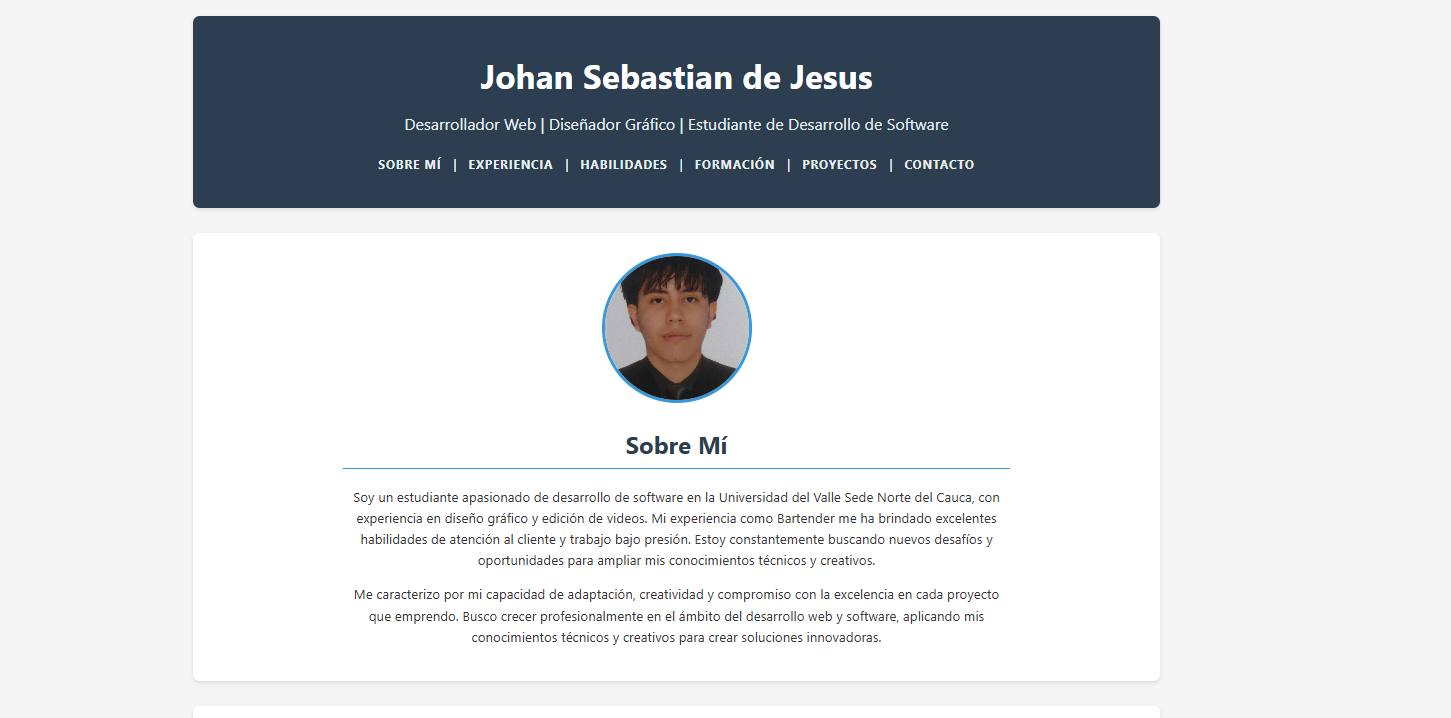 Johan Sebastian de Jesus
Desarrollador Web | Diseñador Gráfico | Estudiante de Desarrollo de Software
SOBRE MÍ | EXPERIENCIA | HABILIDADES | FORMACIÓN | PROYECTOS | CONTACTO
Sobre Mí
Soy un estudiante apasionado de desarrollo de software en la Universidad del Valle Sede Norte del Cauca, con
experiencia en diseño gráfico y edición de videos. Mi experiencia como Bartender me ha brindado excelentes
habilidades de atención al cliente y trabajo bajo presión. Estoy constantemente buscando nuevos desafíos y
oportunidades para ampliar mis conocimientos técnicos y creativos.
Me caracterizo por mi capacidad de adaptación, creatividad y compromiso con la excelencia en cada proyecto
que emprendo. Busco crecer profesionalmente en el ámbito del desarrollo web y software, aplicando mis
conocimientos técnicos y creativos para crear soluciones innovadoras.